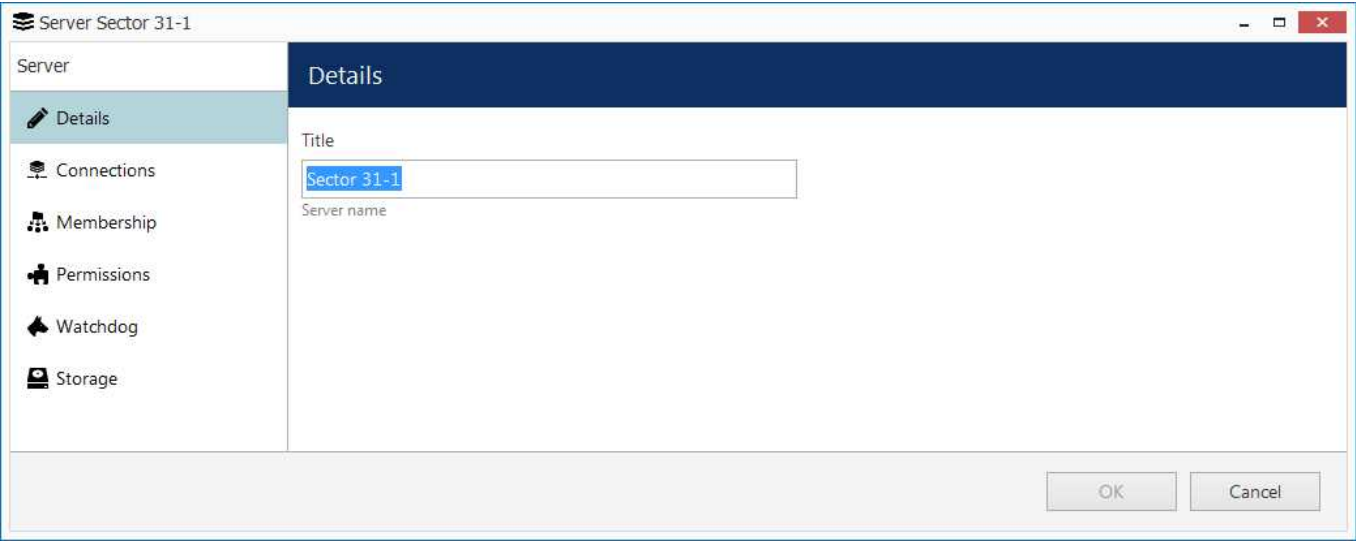 Server Sector 31-1
Server
Details
Connections
Membership
Permissions
Watchdog
Storage
Details
Title
Sector 31-1
Server name
OK
Cancel